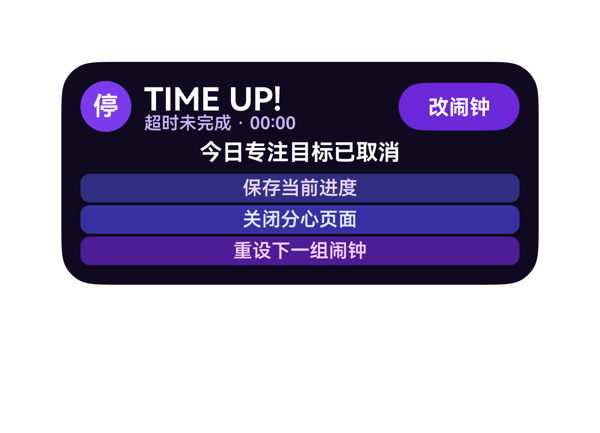 停
TIME UP!
超时未完成 · 00:00
改闹钟
今日专注目标已取消
保存当前进度
关闭分心页面
重设下一组闹钟